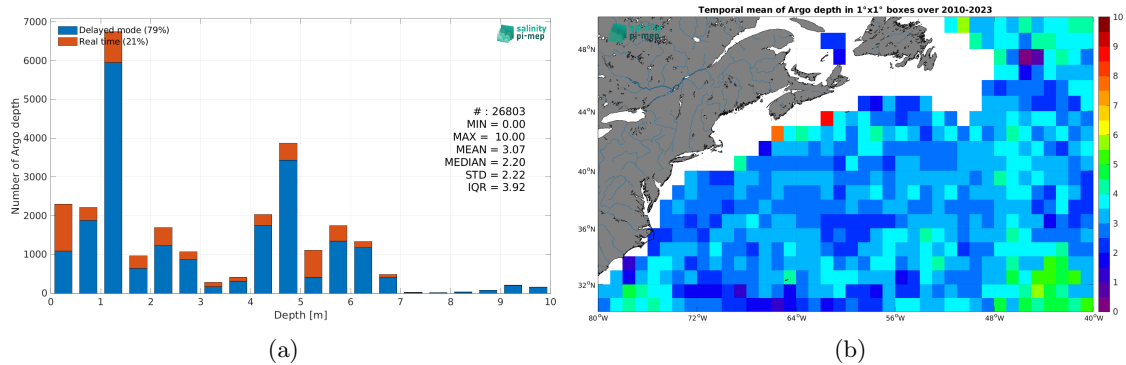 7000
6000
5000
4000
3000
2000
1000
0
Number of Argo depth
Delayed mode (79%)
Real time (21%)
salinity
pi-mep
# : 26803
MIN = 0.00
MAX = 10.00
MEAN = 3.07
MEDIAN = 2.20
STD = 2.22
IQR = 3.92
0 1 2 3 4 5 6 7 8 9 10
Depth [m]
(a)
Temporal mean of Argo depth in 1°x1° boxes over 2010-2023
salinity
pi-mep
48°N
44°N
40°N
36°N
32°N
80°W 72°W 64°W 56°W 48°W 40°W
10
9
8
7
6
5
4
3
2
1
0
(b)